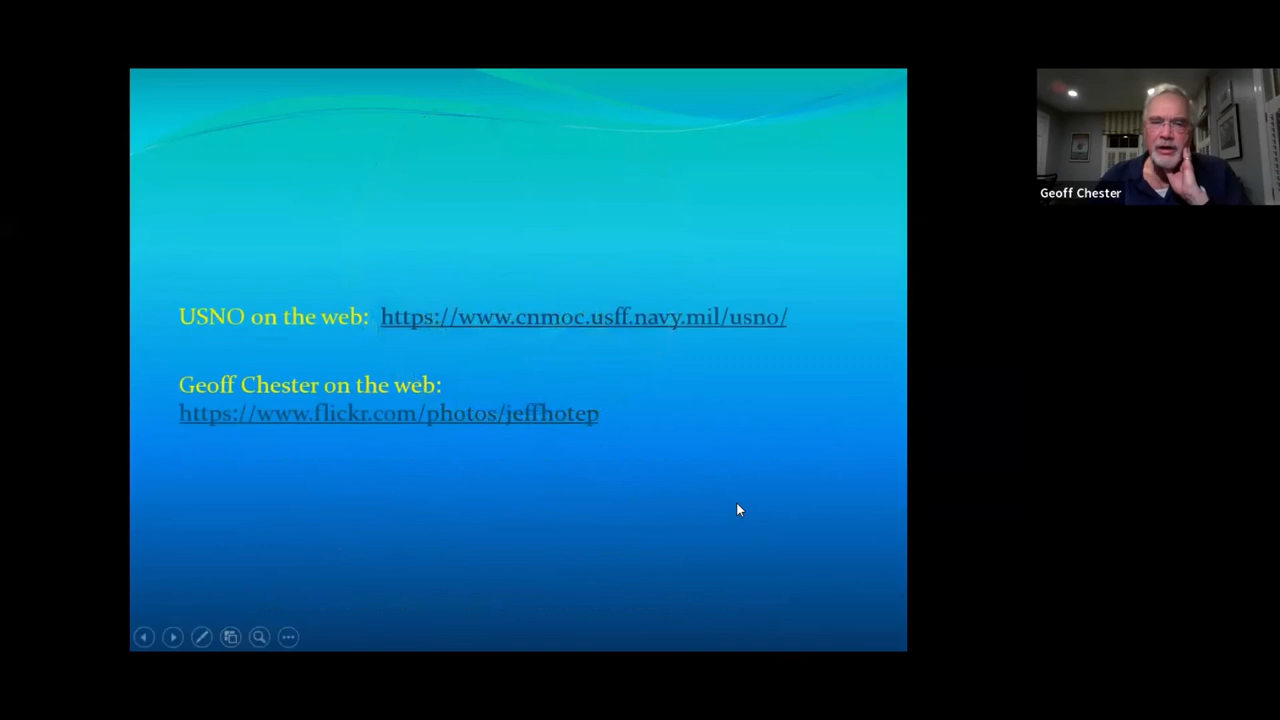 USNO on the web: https://www.cnmoc.usff.navy.mil/usno/
Geoff Chester on the web:
https://www.flickr.com/photos/jeffhotep
Geoff Chester